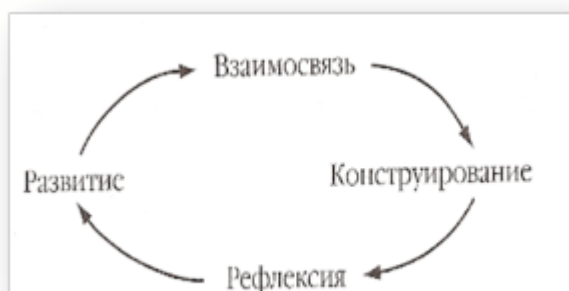 Взаимосвязь
Развитие
Конструирование
Рефлексия